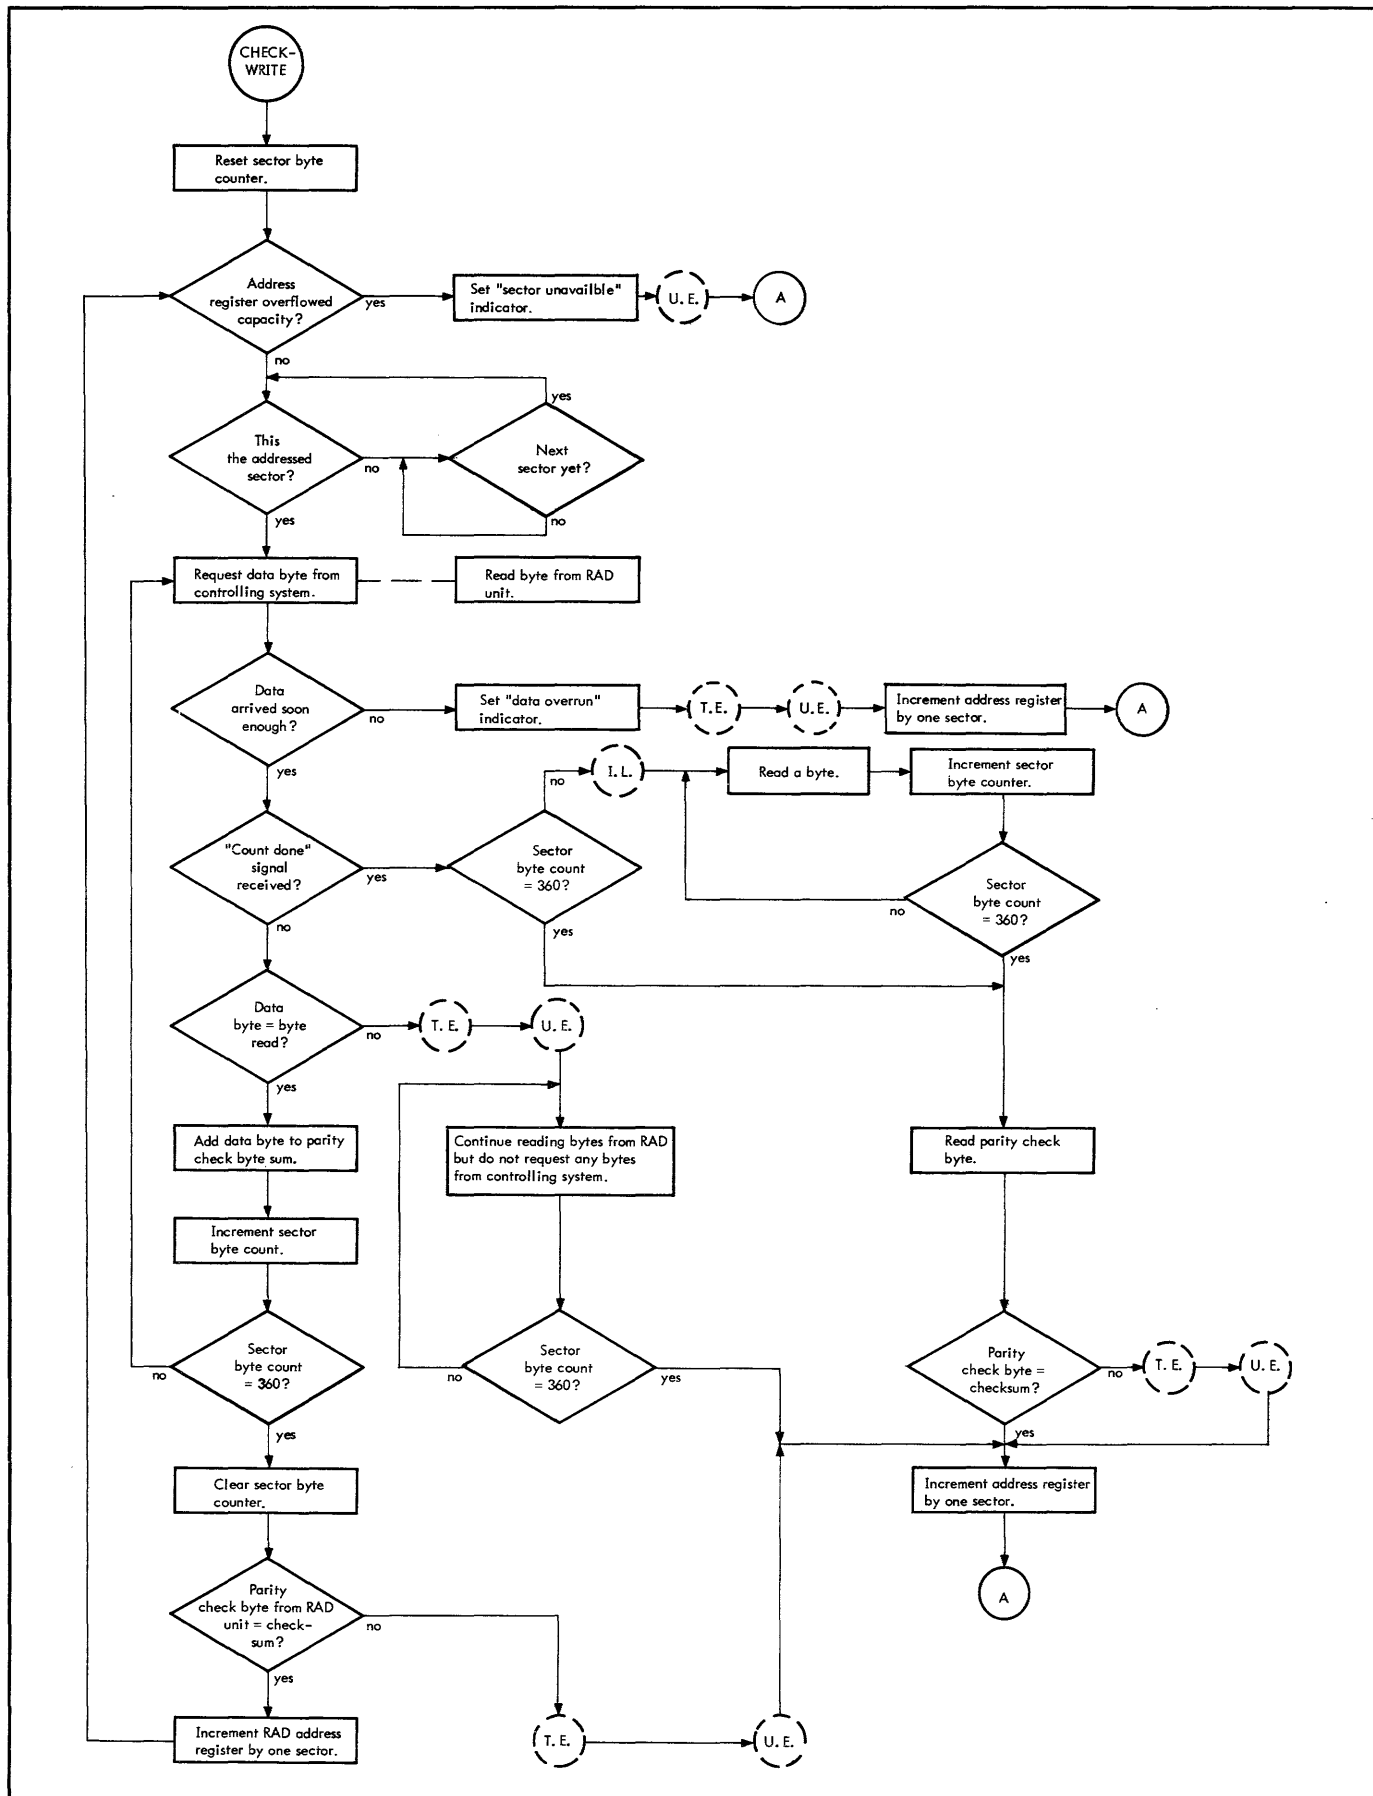 CHECK-
WRITE
Reset sector byte
counter.
Address
register overflowed
capacity?
yes
Set "sector unavailble"
indicator.
U. E.
A
no
This
the addressed
sector?
no
yes
Next
sector yet?
no
yes
Request data byte from
controlling system.
Read byte from RAD
unit.
Data
arrived soon
enough?
no
Set "data overrun"
indicator.
T. E.
U. E.
Increment address register
by one sector.
A
yes
"Count done"
signal
received?
yes
Sector
byte count
= 360?
no
I. L.
Read a byte.
Increment sector
byte counter.
Sector
byte count
= 360?
no
yes
yes
no
Data
byte = byte
read?
no
T. E.
U. E.
yes
Add data byte to parity
check byte sum.
Continue reading bytes from RAD
but do not request any bytes
from controlling system.
Read parity check
byte.
Increment sector
byte count.
Sector
byte count
= 360?
no
yes
Sector
byte count
= 360?
no
yes
Parity
check byte =
checksum?
no
T. E.
U. E.
yes
Clear sector byte
counter.
Increment address register
by one sector.
A
Parity
check byte from RAD
unit = check-
sum?
no
yes
Increment RAD address
register by one sector.
T. E.
U. E.